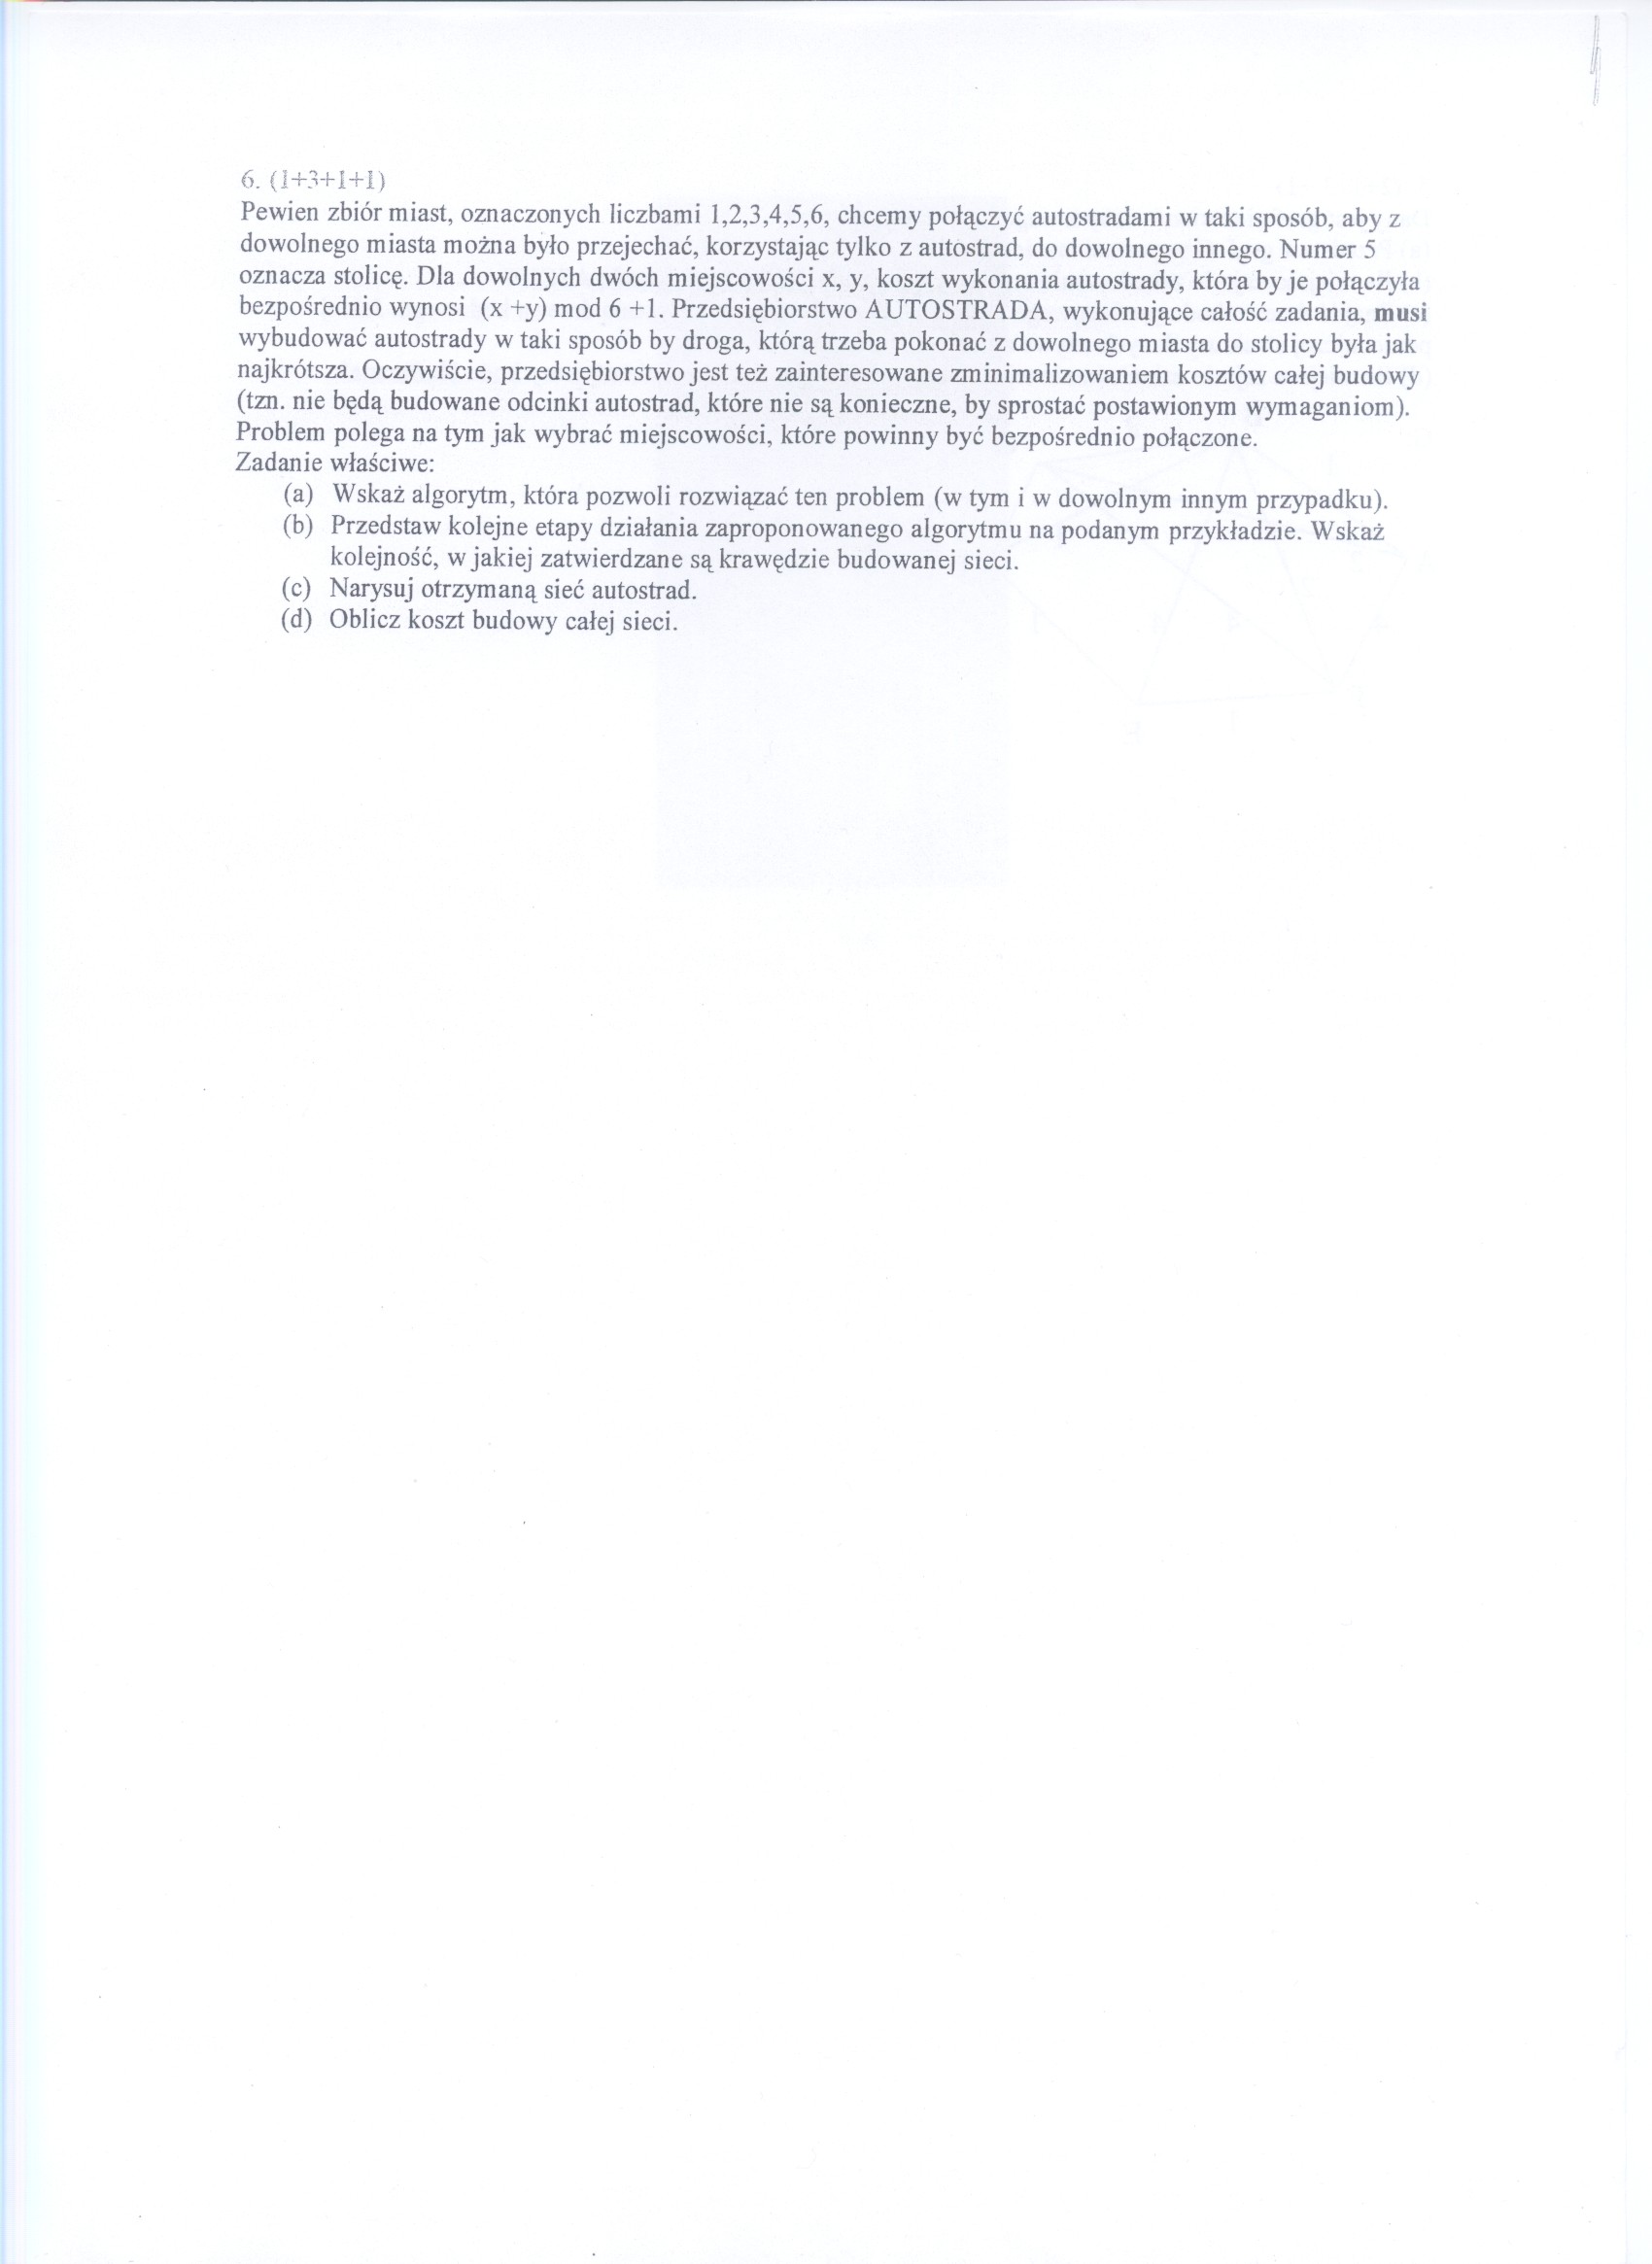 6. (1+3+1+1)
Pewien zbiór miast, oznaczonych liczbami 1,2,3,4,5,6, chcemy połączyć autostradami w taki sposób, aby z
dowolnego miasta można było przejechać, korzystając tylko z autostrad, do dowolnego innego. Numer 5
oznacza stolicę. Dla dowolnych dwóch miejscowości x, y, koszt wykonania autostrady, która by je połączyła
bezpośrednio wynosi (x +y) mod 6 +1. Przedsiębiorstwo AUTOSTRADA, wykonujące całość zadania, musi
wybudować autostrady w taki sposób by droga, którą trzeba pokonać z dowolnego miasta do stolicy była jak
najkrótsza. Oczywiście, przedsiębiorstwo jest też zainteresowane zminimalizowaniem kosztów całej budowy
(tzn. nie będą budowane odcinki autostrad, które nie są konieczne, by sprostać postawionym wymaganiom).
Problem polega na tym jak wybrać miejscowości, które powinny być bezpośrednio połączone.
Zadanie właściwe:
(a) Wskaż algorytm, która pozwoli rozwiązać ten problem (w tym i w dowolnym innym przypadku).
(b) Przedstaw kolejne etapy działania zaproponowanego algorytmu na podanym przykładzie. Wskaż
kolejność, w jakiej zatwierdzane są krawędzie budowanej sieci.
(c) Narysuj otrzymaną sieć autostrad.
(d) Oblicz koszt budowy całej sieci.